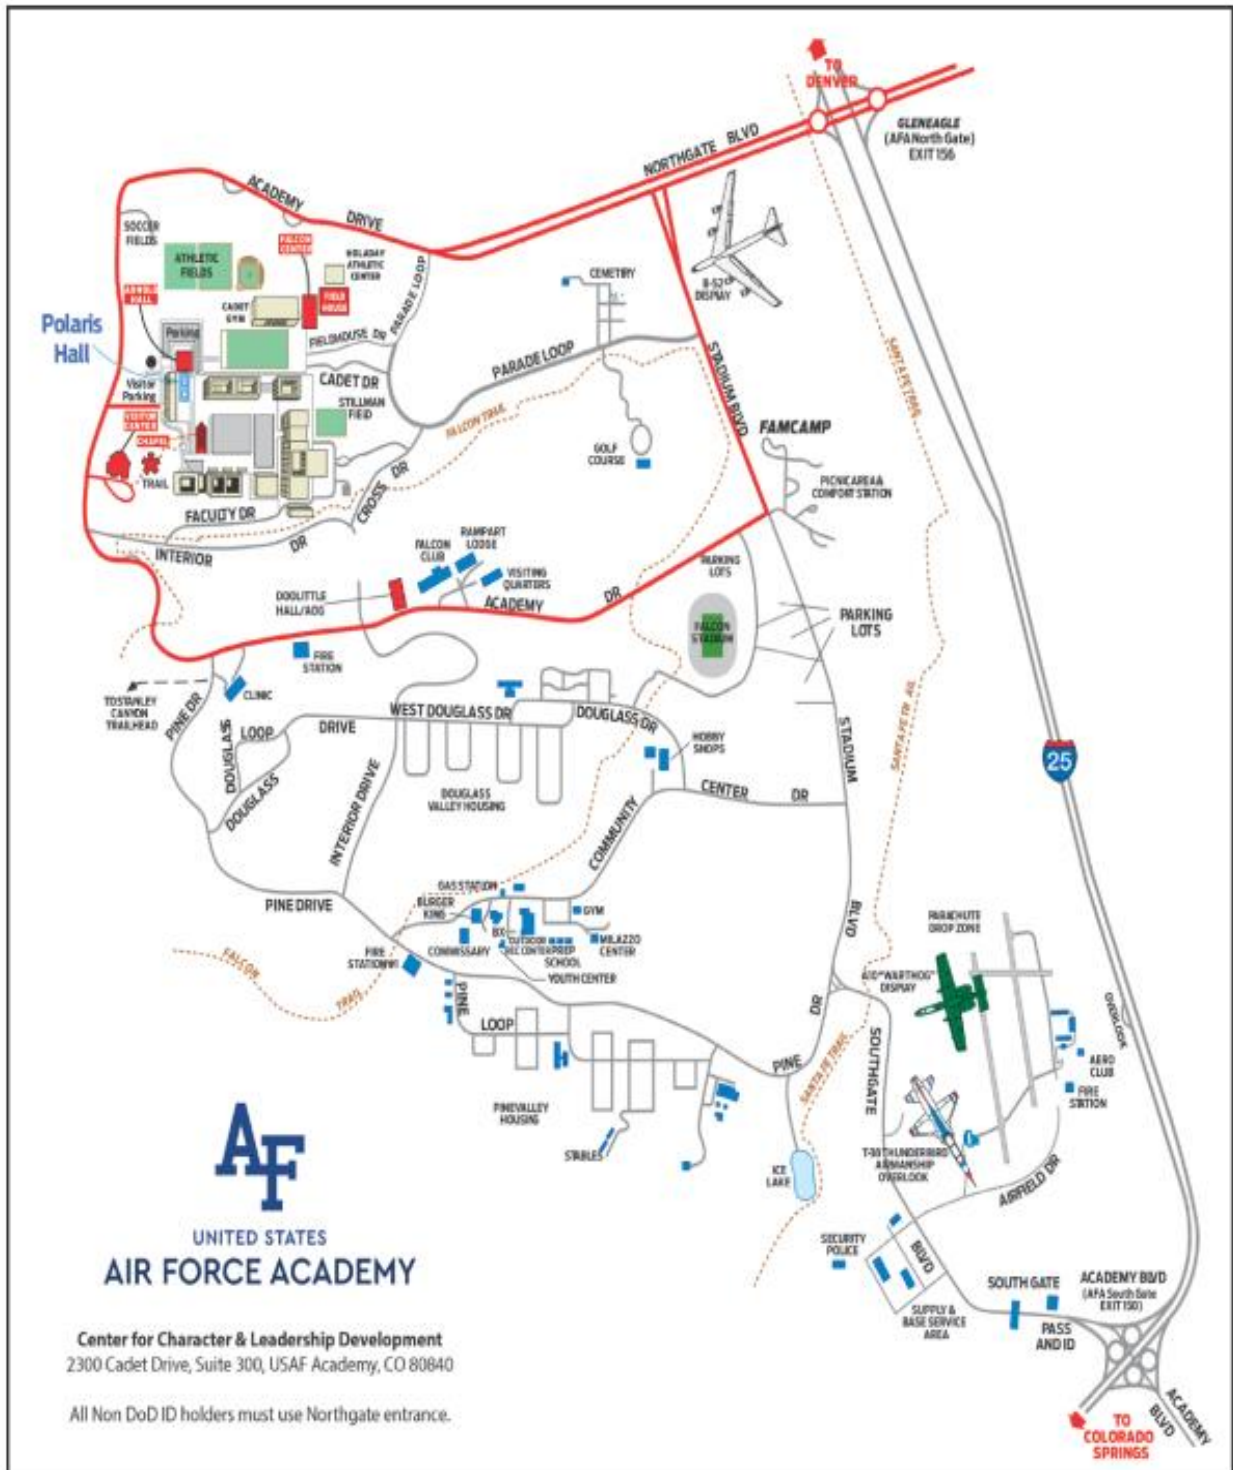 TO
DENVER
GLENEAGLE
(AFA North Gate)
EXIT 156
NORTHGATE BLVD
ACADEMY
DRIVE
SOCCER
FIELDS
ATHLETIC
FIELDS
FALCON
CENTER
HOLADAY
ATHLETIC
CENTER
PARADE LOOP
ARNOLD
HALL
CADET
GYM
FIELD
HOUSE
B-52
DISPLAY
CEMETERY
Polaris
Hall
Parking
FIELDHOUSE DR
PARADE LOOP
SANTA FE TRAIL
Visitor
Parking
CADET DR
STILLMAN
FIELD
STADIUM BLVD
VISITOR
CENTER
CHAPEL
FALCON TRAIL
FAMCAMP
GOLF
COURSE
TRAIL
PICNIC AREA &
COMFORT STATION
CROSS DR
FACULTY DR
INTERIOR
DR
FALCON
CLUB
RAMPART
LODGE
VISITING
QUARTERS
PARKING
LOTS
DOOLITTLE
HALL/AOG
ACADEMY
DR
PARKING
LOTS
FALCON
STADIUM
FIRE
STATION
TO STANLEY
CANYON
TRAILHEAD
CLINIC
PINE DR
DOUGLASS
LOOP
DRIVE
WEST DOUGLASS DR
DOUGLASS DR
SANTA FE TRAIL
STADIUM
HOBBY
SHOPS
25
DOUGLASS
INTERIOR DRIVE
DOUGLASS
VALLEY HOUSING
CENTER
DR
COMMUNITY
PINE DRIVE
GAS STATION
BURGER
KING
GYM
BX
COMMISSARY
OUTDOOR
REC CENTER
PREP
SCHOOL
MILAZZO
CENTER
YOUTH CENTER
BLVD
PARACHUTE
DROP ZONE
FIRE
STATION #1
FALCON
TRAIL
A10 "WARTHOG"
DISPLAY
OVERLOOK
PINE
LOOP
DR
PINE
SANTA FE TRAIL
SOUTHGATE
AERO
CLUB
FIRE
STATION
PINE VALLEY
HOUSING
STABLES
ICE
LAKE
T-38 THUNDERBIRD
AIRMANSHIP
OVERLOOK
AIRFIELD DR
AF
UNITED STATES
AIR FORCE ACADEMY
SECURITY
POLICE
BLVD
SUPPLY &
BASE SERVICE
AREA
SOUTH GATE
PASS
AND ID
ACADEMY BLVD
(AFA South Gate
EXIT 150)
Center for Character & Leadership Development
2300 Cadet Drive, Suite 300, USAF Academy, CO 80840
All Non DoD ID holders must use Northgate entrance.
TO
COLORADO
SPRINGS
ACADEMY
BLVD